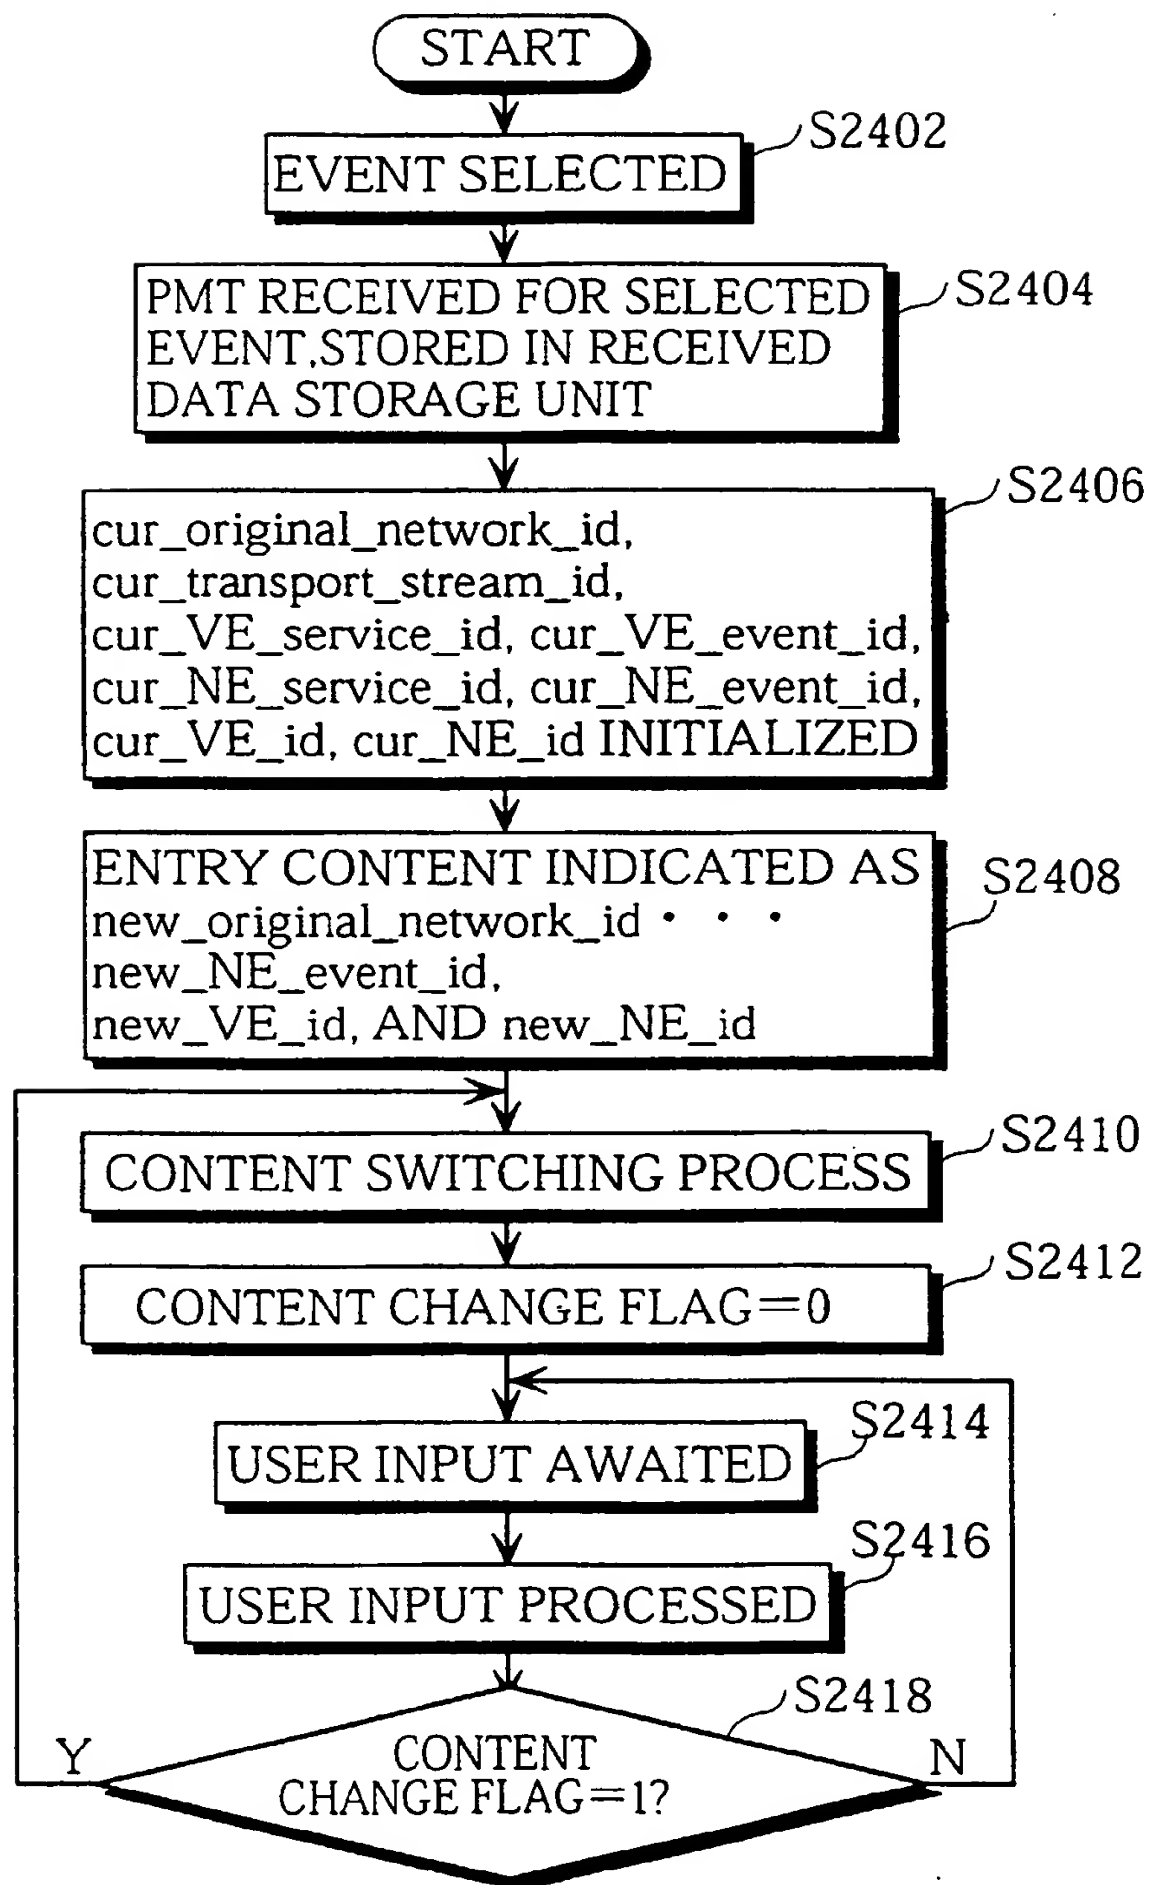 START
S2402
EVENT SELECTED
S2404
PMT RECEIVED FOR SELECTED
EVENT,STORED IN RECEIVED
DATA STORAGE UNIT
S2406
cur_original_network_id,
cur_transport_stream_id,
cur_VE_service_id, cur_VE_event_id,
cur_NE_service_id, cur_NE_event_id,
cur_VE_id, cur_NE_id INITIALIZED
S2408
ENTRY CONTENT INDICATED AS
new_original_network_id • • •
new_NE_event_id,
new_VE_id, AND new_NE_id
S2410
CONTENT SWITCHING PROCESS
S2412
CONTENT CHANGE FLAG=0
S2414
USER INPUT AWAITED
S2416
USER INPUT PROCESSED
S2418
Y
N
CONTENT
CHANGE FLAG=1?